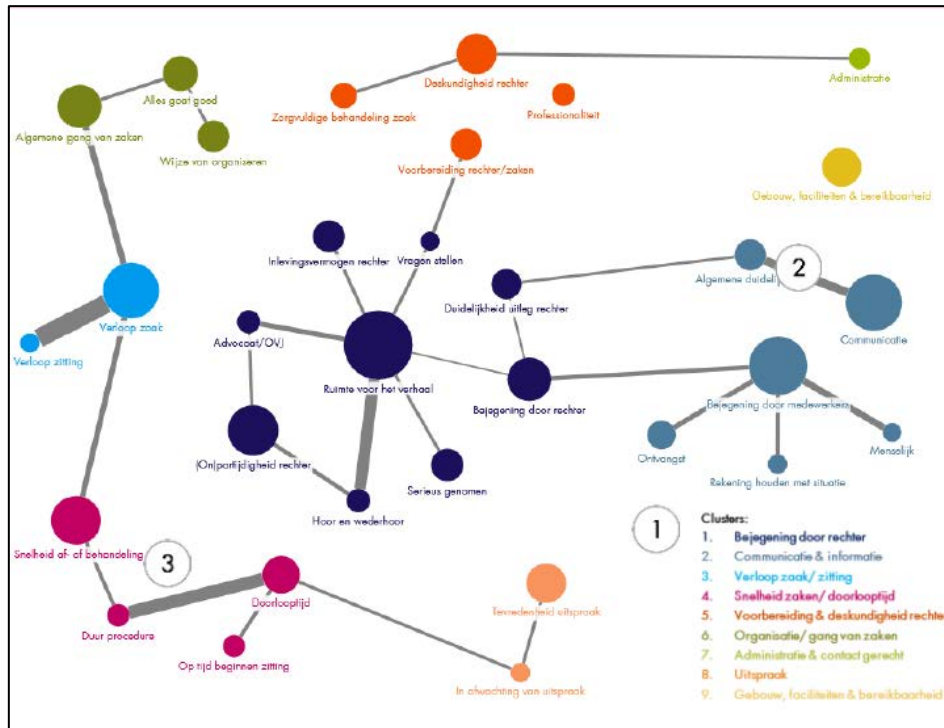 Deskundigheid rechter
Administratie
Alles gaat goed
Zorgvuldige behandeling zaak
Professionaliteit
Algemene gang van zaken
Wijze van organiseren
Voorbereiding rechter/zaken
Gebouw, faciliteiten & bereikbaarheid
Inlevingsvermogen rechter
Vragen stellen
Algemene duidelij
2
Duidelijkheid uitleg rechter
Verloop zaak
Advocaat/OVJ
Communicatie
Verloop zitting
Ruimte voor het verhaal
Bejegening door rechter
Bejegening door medewerkers
Menselijk
Ontvangst
(On)partijdigheid rechter
Rekening houden met situatie
Serieus genomen
Hoor en wederhoor
1
Clusters:
1. Bejegening door rechter
2. Communicatie & informatie
3. Verloop zaak/ zitting
4. Snelheid zaken/ doorlooptijd
5. Voorbereiding & deskundigheid rechter
6. Organisatie/ gang van zaken
7. Administratie & contact gerecht
8. Uitspraak
9. Gebouw, faciliteiten & bereikbaarheid
Snelheid af- of behandeling
3
Doorlooptijd
Tevredenheid uitspraak
Duur procedure
Op tijd beginnen zitting
In afwachting van uitspraak